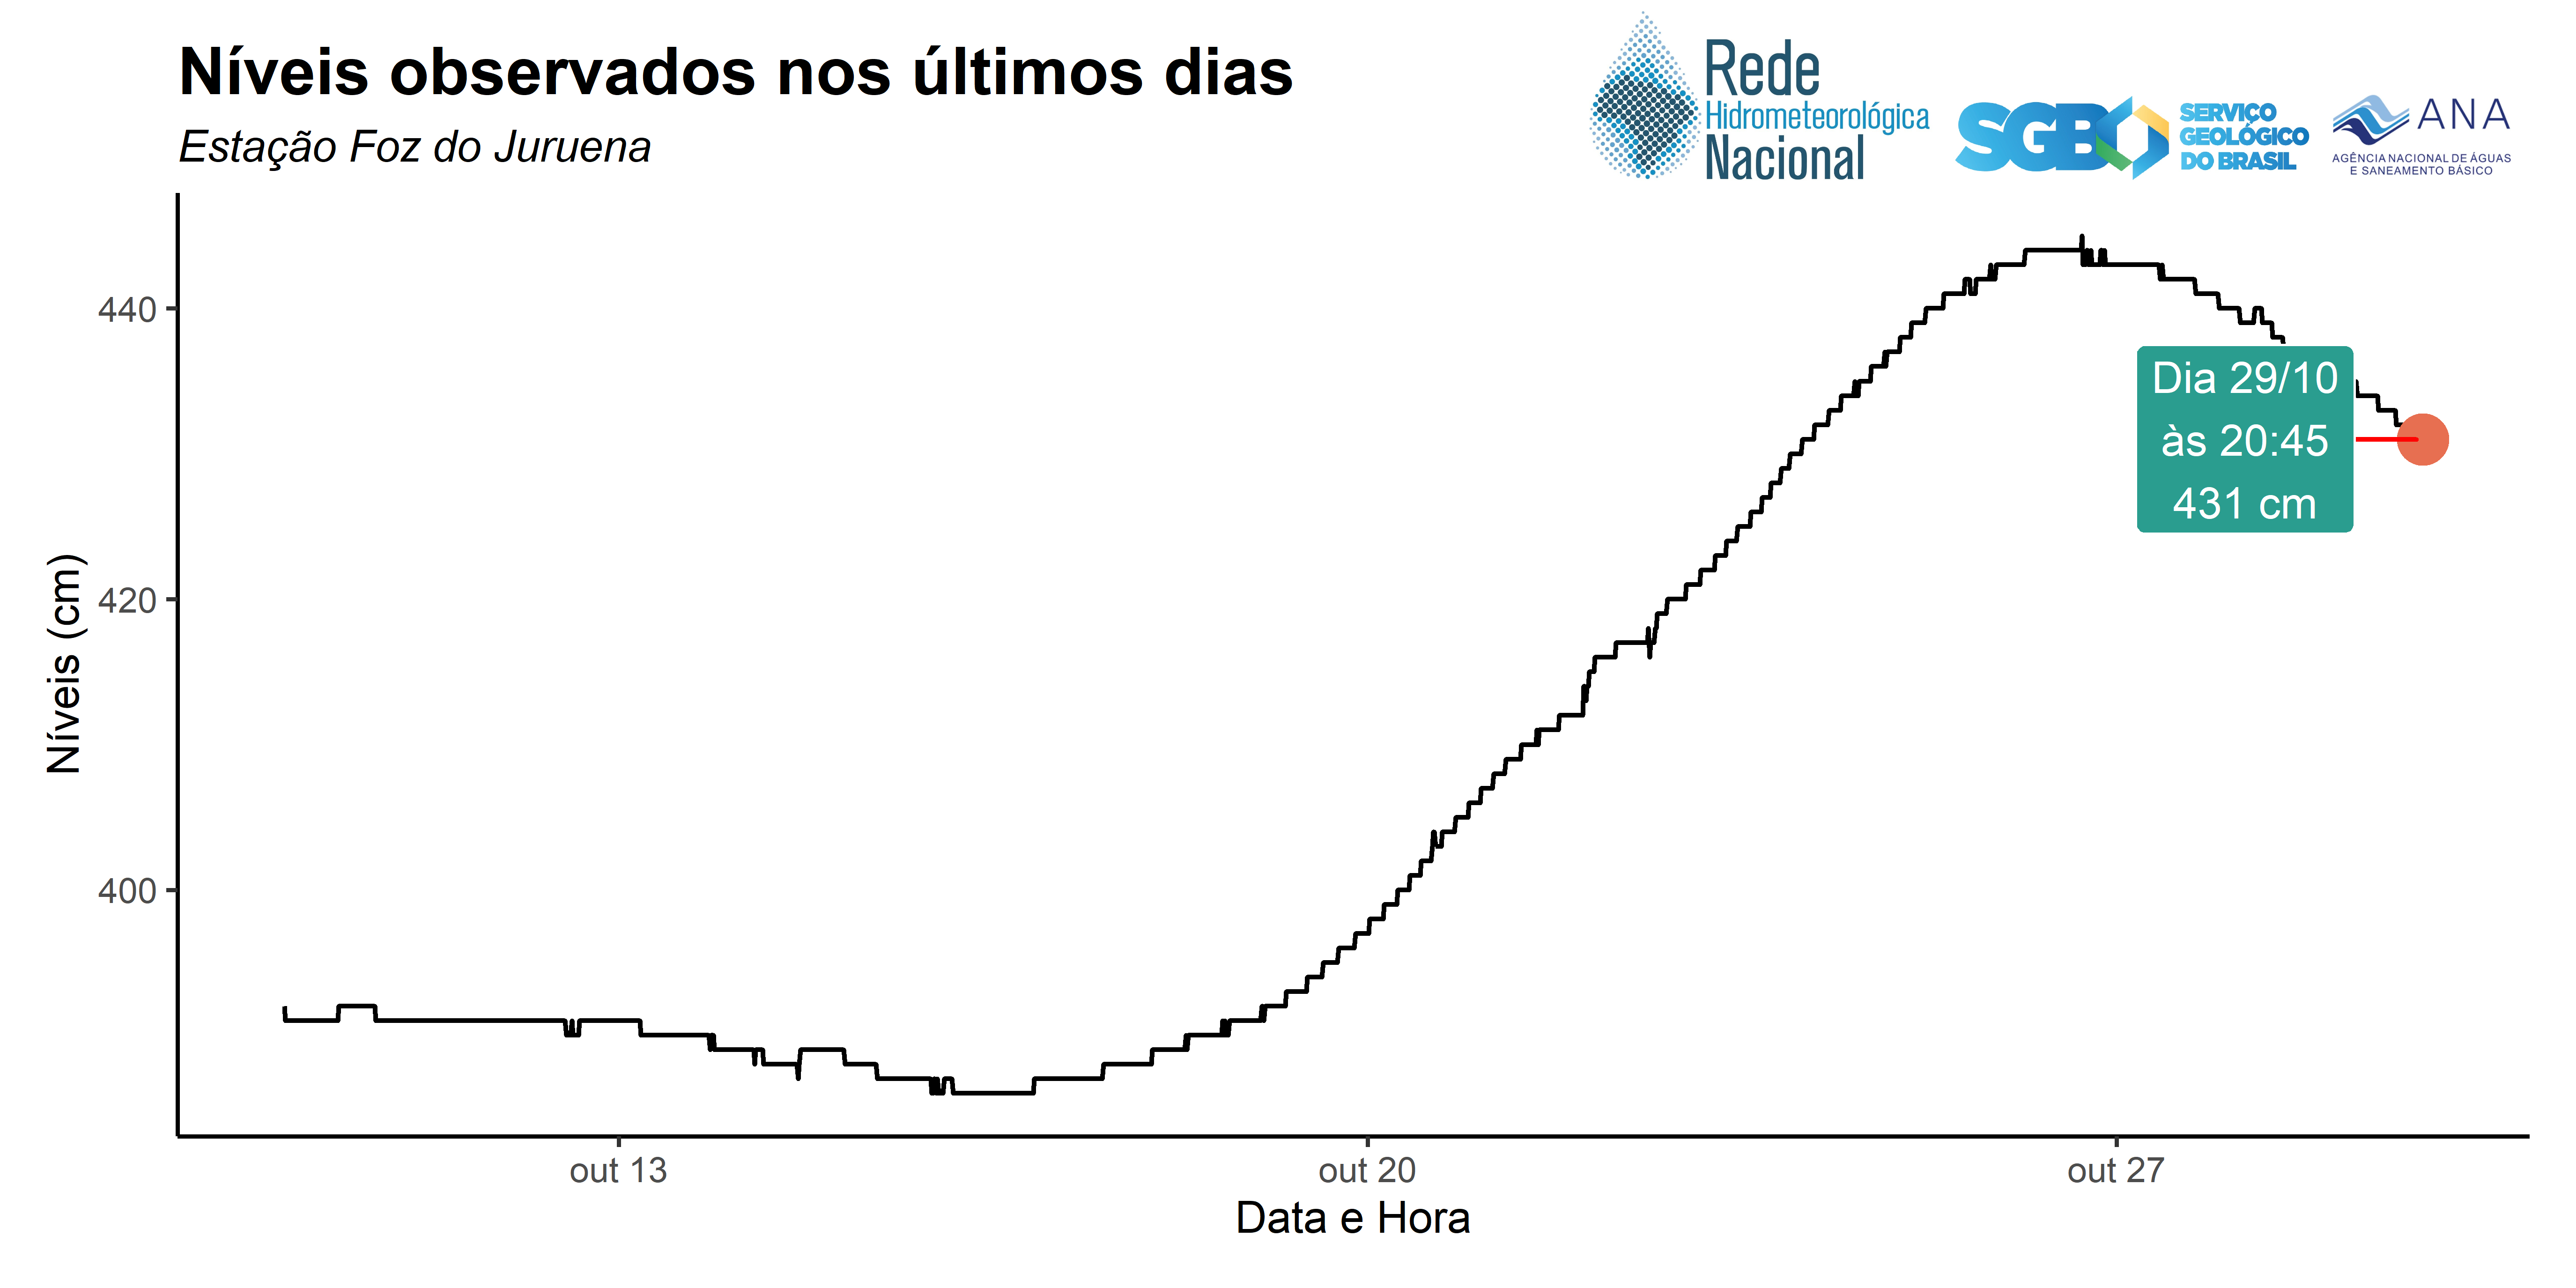 Níveis observados nos últimos dias
Estação Foz do Juruena
Rede
Hidrometeorológica
Nacional
SGB
SERVIÇO
GEOLÓGICO
DO BRASIL
ANA
AGÊNCIA NACIONAL DE ÁGUAS
E SANEAMENTO BÁSICO
Níveis (cm)
440
420
400
Dia 29/10
às 20:45
431 cm
out 13
out 20
out 27
Data e Hora